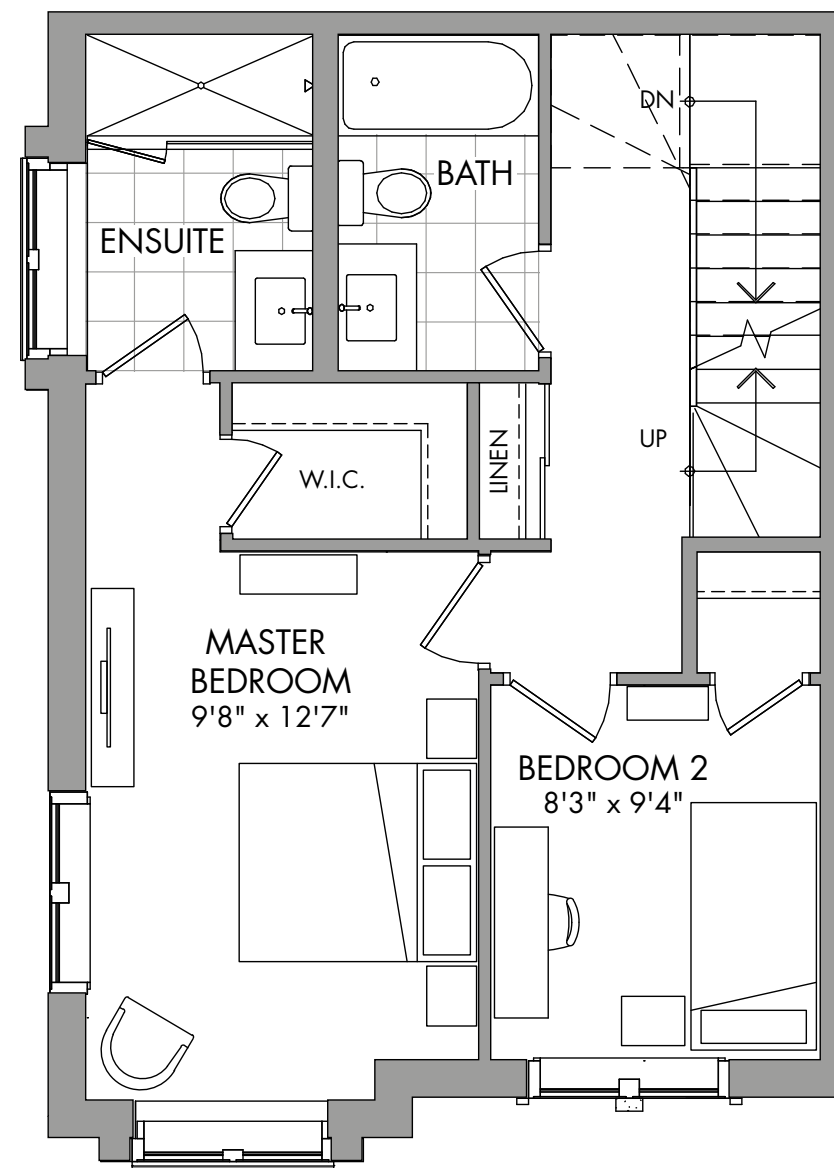 DN
BATH
ENSUITE
UP
LINEN
W.I.C.
MASTER
BEDROOM
9'8" x 12'7"
BEDROOM 2
8'3" x 9'4"